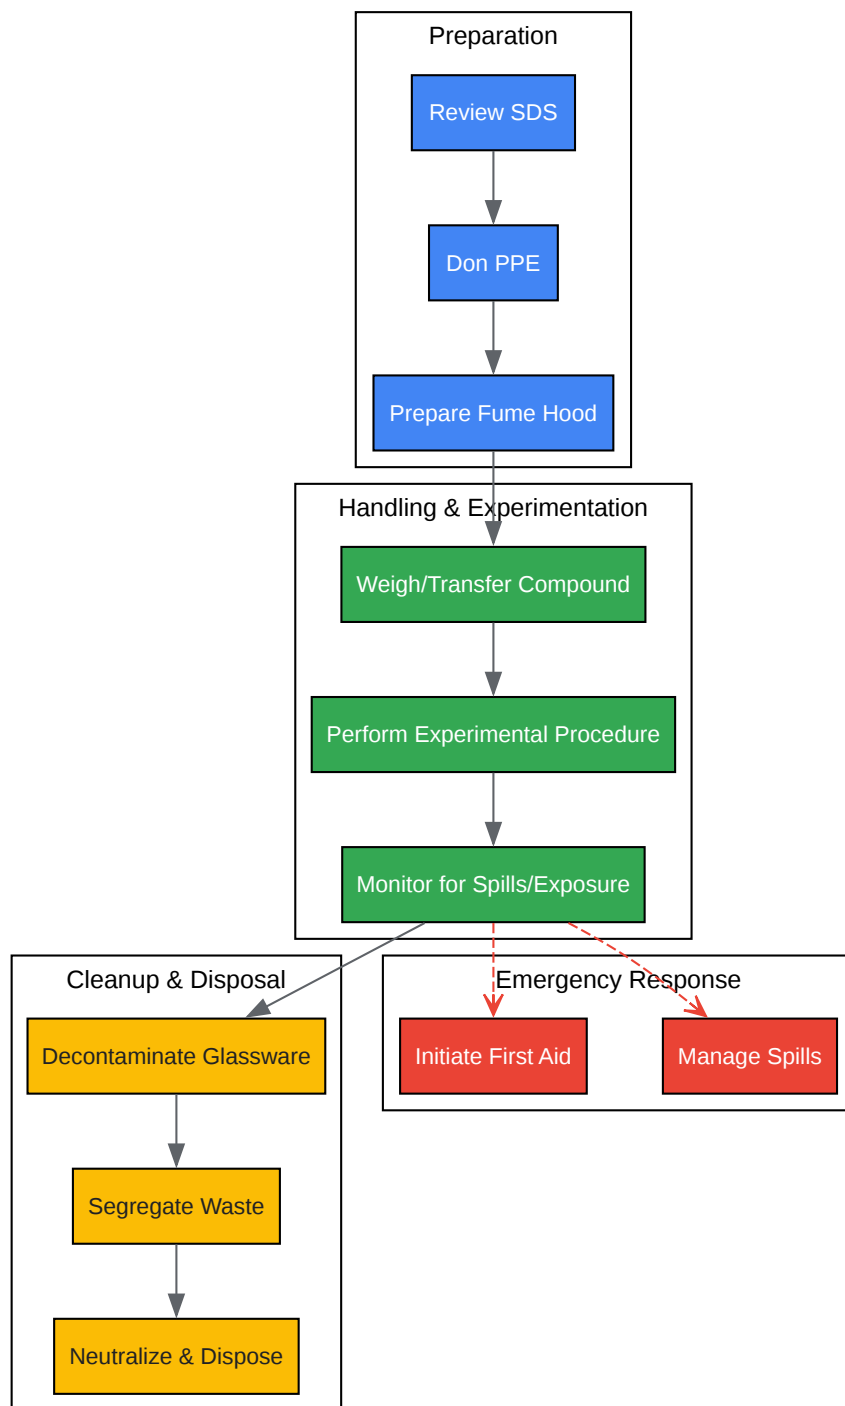 Preparation
Review SDS
Don PPE
Prepare Fume Hood
Handling & Experimentation
Weigh/Transfer Compound
Perform Experimental Procedure
Monitor for Spills/Exposure
Cleanup & Disposal
Decontaminate Glassware
Segregate Waste
Neutralize & Dispose
Emergency Response
Initiate First Aid
Manage Spills